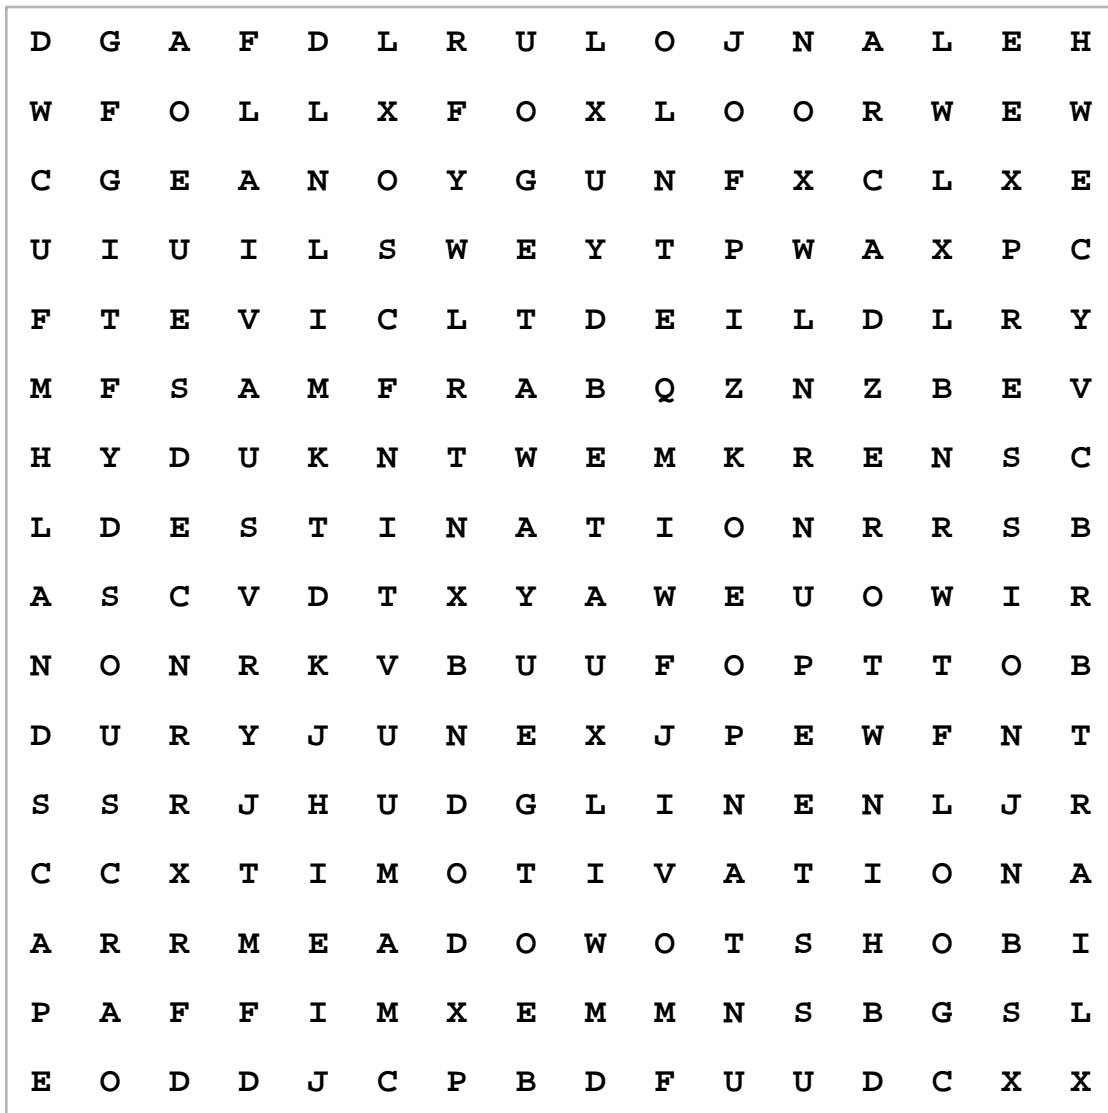 D G A F D L R U L O J N A L E H
W F O L L X F O X L O O R W E W
C G E A N O Y G U N F X C L X E
U I U I L S W E Y T P W A X P C
F T E V I C L T D E I L D L R Y
M F S A M F R A B Q Z N Z B E V
H Y D U K N T W E M K R E N S C
L D E S T I N A T I O N R R S B
A S C V D T X Y A W E U O W I R
N O N R K V B U U F O P T T O B
D U R Y J U N E X J P E W F N T
S S R J H U D G L I N E N L J R
C C X T I M O T I V A T I O N A
A R R M E A D O W O T S H O B I
P A F F I M X E M M N S B G S L
E O D D J C P B D F U U D C X X